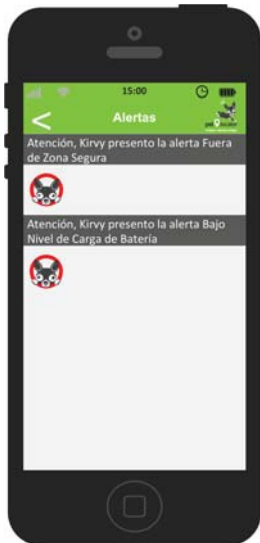 15:00
Alertas
Atención, Kirvy presento la alerta Fuera
de Zona Segura
Atención, Kirvy presento la alerta Bajo
Nivel de Carga de Batería